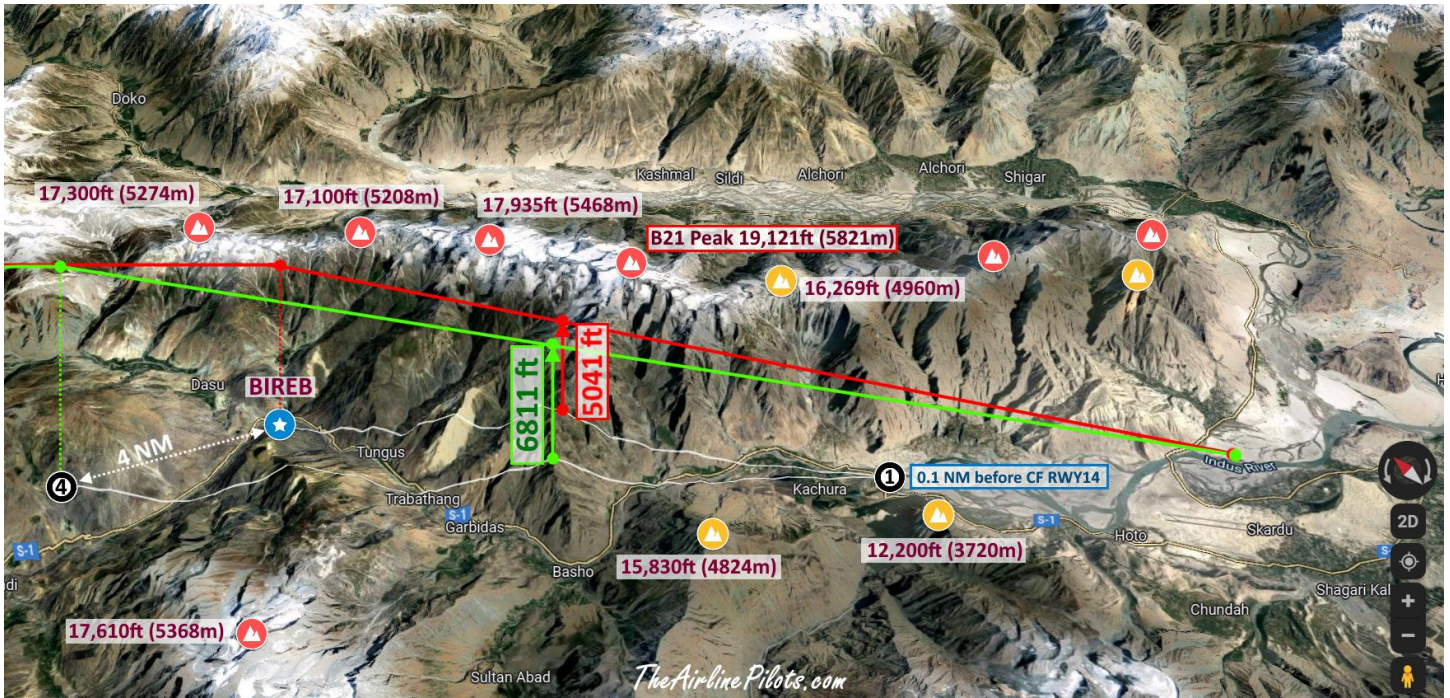 Doko
Kashmal
Sildi
Alchori
Alchori
Shigar
17,300ft (5274m)
17,100ft (5208m)
17,935ft (5468m)
B21 Peak 19,121ft (5821m)
16,269ft (4960m)
Dasu
BIREB
6811 ft
5041 ft
4 NM
4
Tùngus
Trabathang
S-1
Garbidas
Basho
Kachura
1
0.1 NM before CF RWY14
Indus River
S-1
Hoto
Skardu
S-
2D
S-1
di
15,830ft (4824m)
12,200ft (3720m)
Shagari Kal
Chundah
17,610ft (5368m)
Sultan Abad
TheAirlinePilots.com
H
+
−